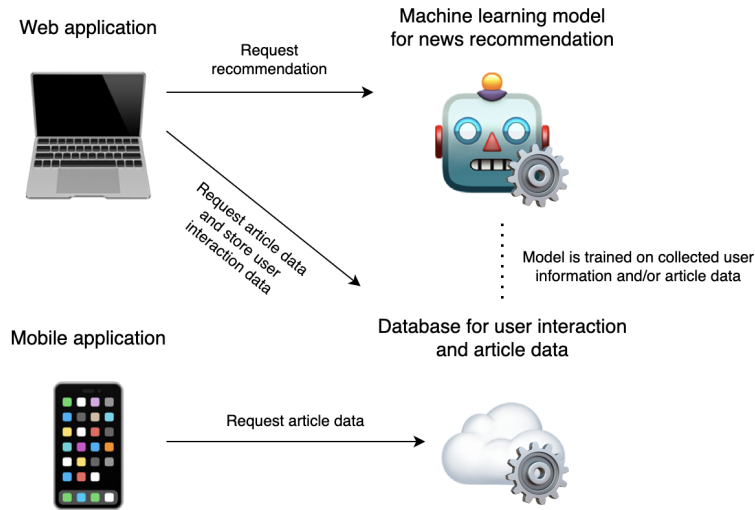 Web application
Machine learning model
for news recommendation
Request
recommendation
Request article data
and store user
interaction data
Model is trained on collected user
information and/or article data
Mobile application
Database for user interaction
and article data
Request article data